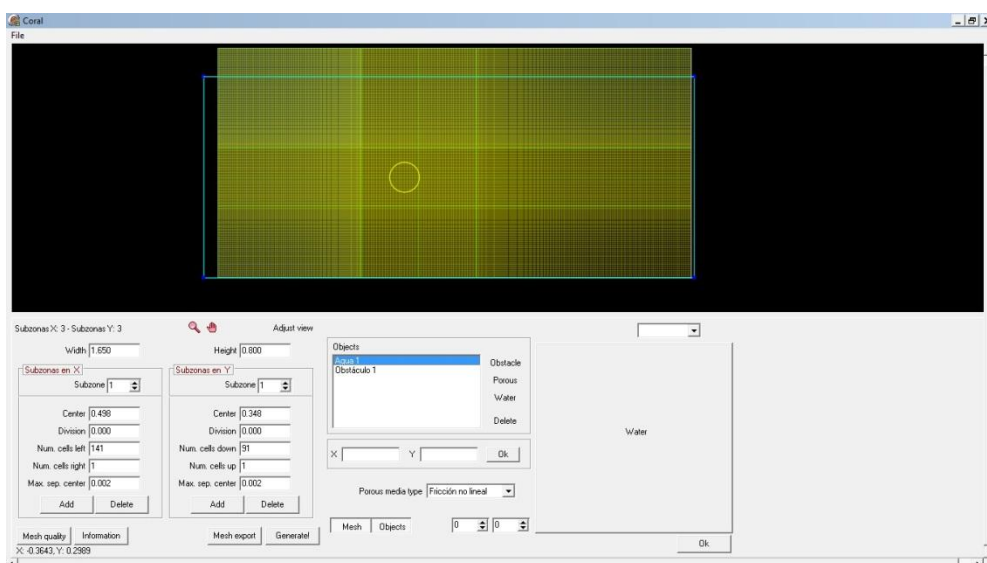 Coral
File
Subzonas X: 3 - Subzonas Y: 3
Adjust view
Width 1.650
Height 0.800
Subzonas en X
Subzone 1
Center 0.498
Division 0.000
Num. cells left 141
Num. cells right 1
Max. sep. center 0.002
Add Delete
Subzonas en Y
Subzone 1
Center 0.348
Division 0.000
Num. cells down 91
Num. cells up 1
Max. sep. center 0.002
Add Delete
Mesh quality Information
Mesh export Generate!
X: -0.3643, Y: 0.2989
Objects
Agua 1
Obstáculo 1
Obstacle
Porous
Water
Delete
X Y Ok
Porous media type Fricción no lineal
Mesh Objects 0 0
Water
Ok